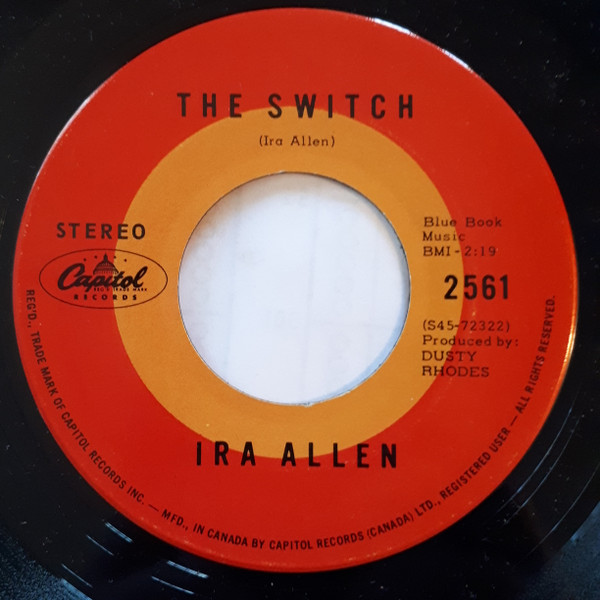 THE SWITCH
(Ira Allen)
STEREO
Capitol
RECORDS
Blue Book
Music
BMI - 2:19
2561
(S45-72322)
Produced by:
DUSTY
RHODES
IRA ALLEN
REG'D., TRADE MARK OF CAPITOL RECORDS INC. — MFD., IN CANADA BY CAPITOL RECORDS (CANADA) LTD., REGISTERED USER — ALL RIGHTS RESERVED.